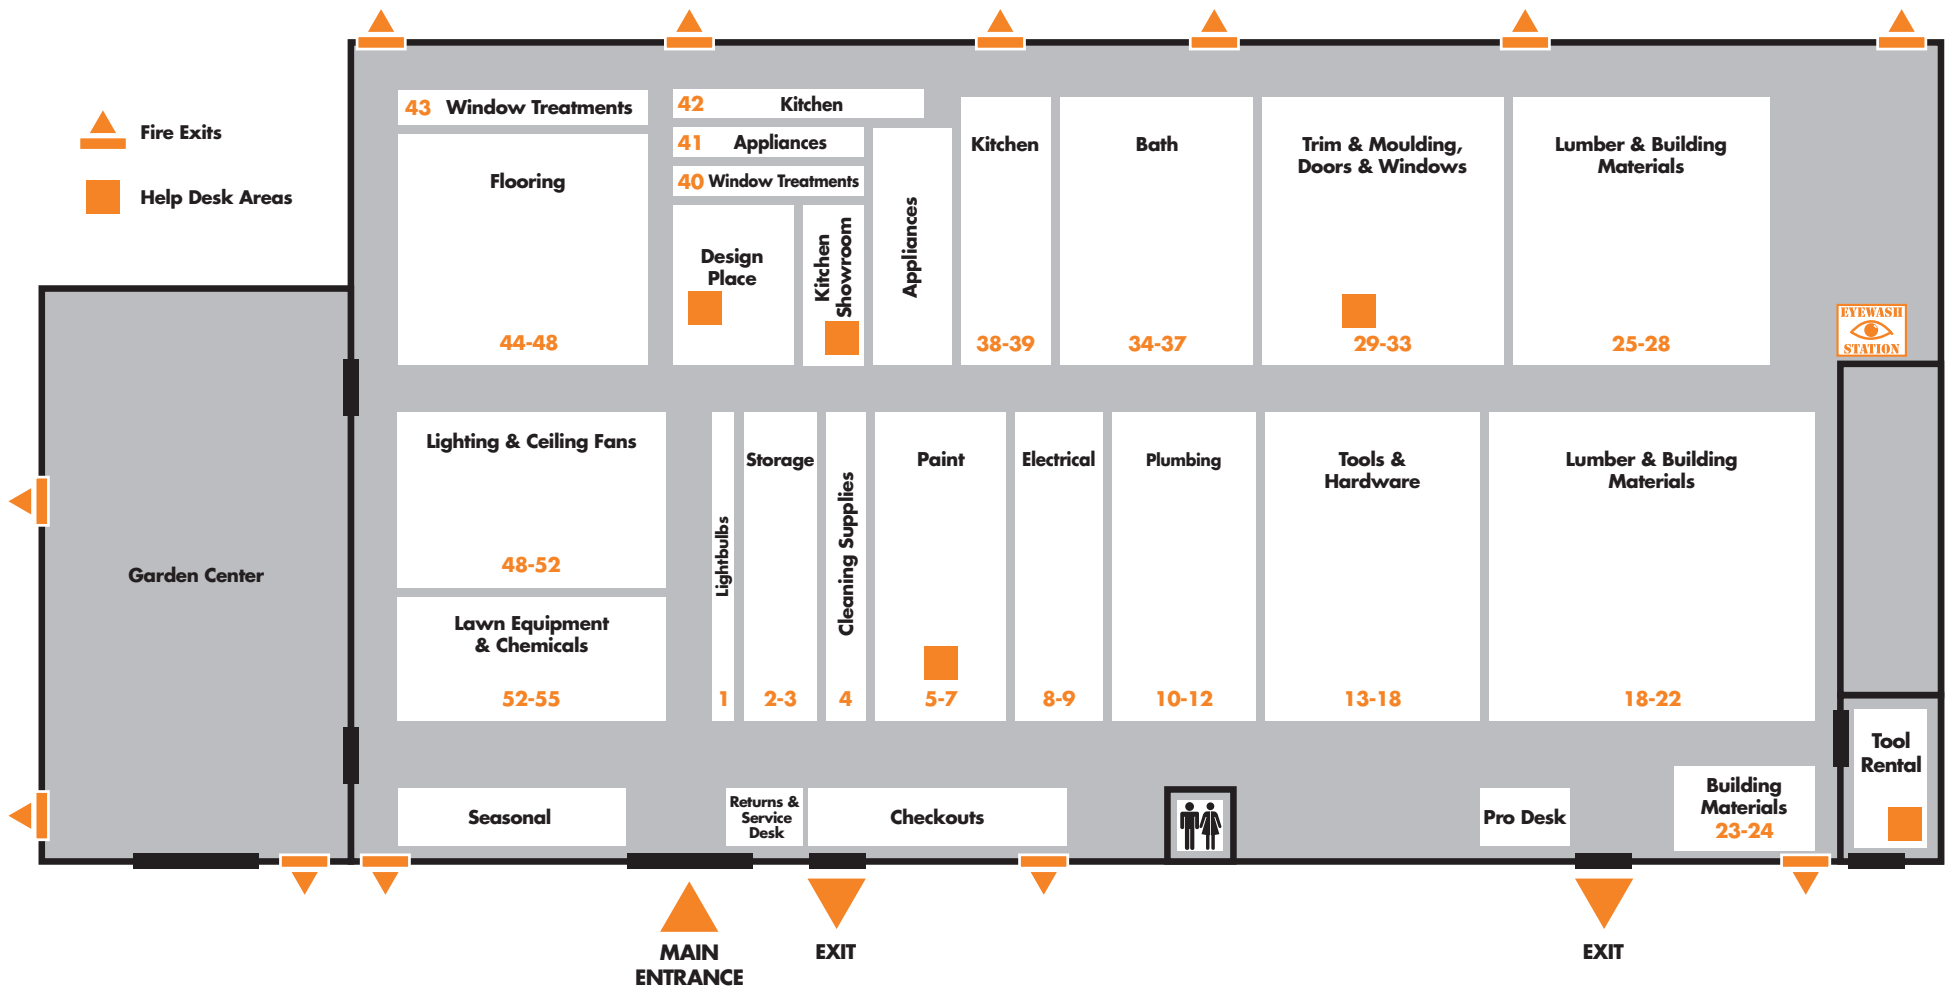 Fire Exits
Help Desk Areas
43 Window Treatments
Flooring
44-48
42 Kitchen
41 Appliances
40 Window Treatments
Design
Place
Kitchen
Showroom
Appliances
Kitchen
38-39
Bath
34-37
Trim & Moulding,
Doors & Windows
29-33
Lumber & Building
Materials
25-28
EYEWASH
STATION
Garden Center
Lighting & Ceiling Fans
48-52
Lawn Equipment
& Chemicals
52-55
Lightbulbs
1
Storage
2-3
Cleaning Supplies
4
Paint
5-7
Electrical
8-9
Plumbing
10-12
Tools &
Hardware
13-18
Lumber & Building
Materials
18-22
Tool
Rental
Seasonal
Returns &
Service
Desk
Checkouts
Pro Desk
Building
Materials
23-24
MAIN
ENTRANCE
EXIT
EXIT